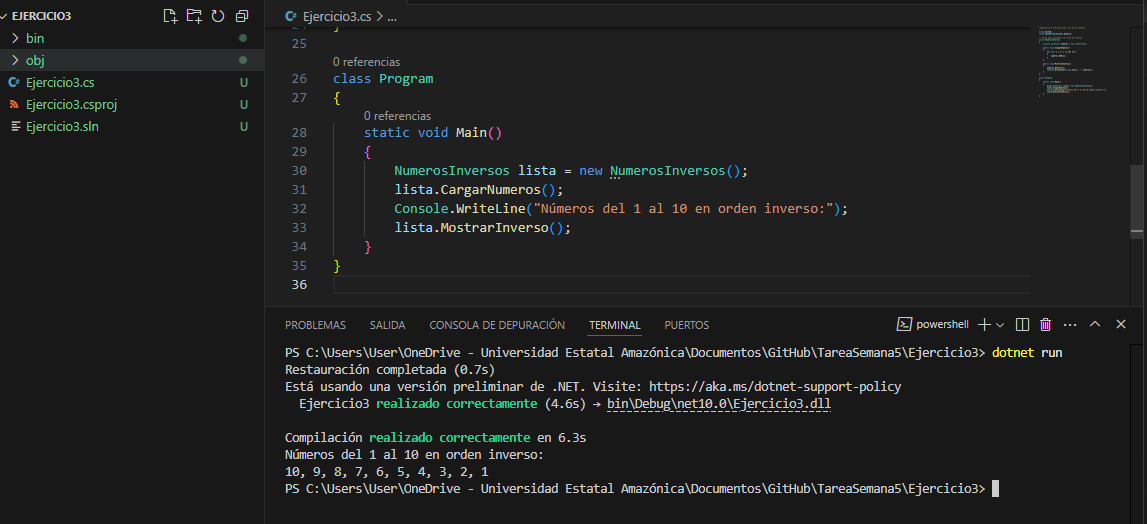 EJERCICIO3
bin
obj
Ejercicio3.cs U
Ejercicio3.csproj U
Ejercicio3.sln U
Ejercicio3.cs > ...
25
0 referencias
26 class Program
27 {
0 referencias
28 static void Main()
29 {
30 NumerosInversos lista = new NumerosInversos();
31 lista.CargarNumeros();
32 Console.WriteLine("Números del 1 al 10 en orden inverso:");
33 lista.MostrarInverso();
34 }
35 }
36
PROBLEMAS SALIDA CONSOLA DE DEPURACIÓN TERMINAL PUERTOS powershell
PS C:\Users\User\OneDrive - Universidad Estatal Amazónica\Documentos\GitHub\TareaSemana5\Ejercicio3> dotnet run
Restauración completada (0.7s)
Está usando una versión preliminar de .NET. Visite: https://aka.ms/dotnet-support-policy
Ejercicio3 realizado correctamente (4.6s) → bin\Debug\net10.0\Ejercicio3.dll
Compilación realizado correctamente en 6.3s
Números del 1 al 10 en orden inverso:
10, 9, 8, 7, 6, 5, 4, 3, 2, 1
PS C:\Users\User\OneDrive - Universidad Estatal Amazónica\Documentos\GitHub\TareaSemana5\Ejercicio3>